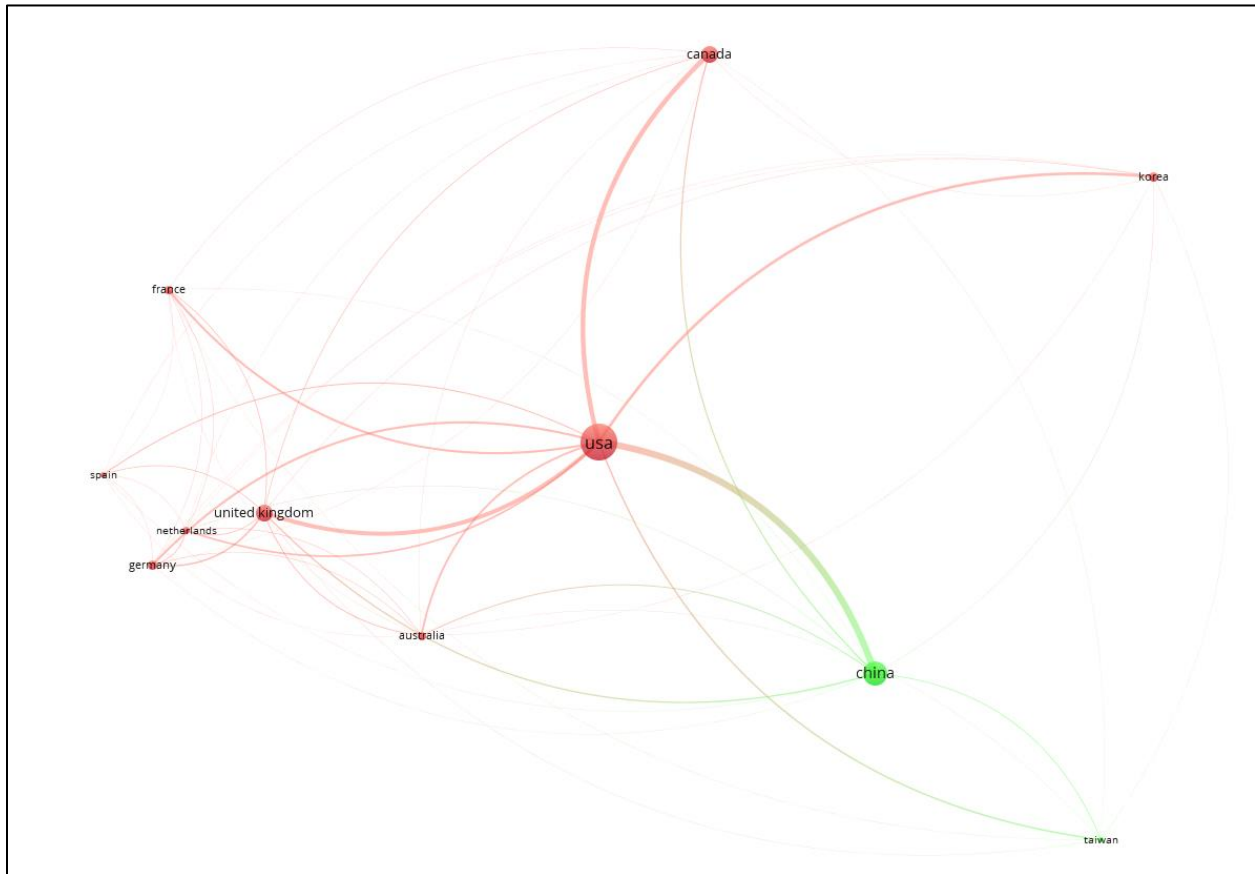 canada
korea
france
usa
spain
united kingdom
netherlands
germany
australia
china
taiwan